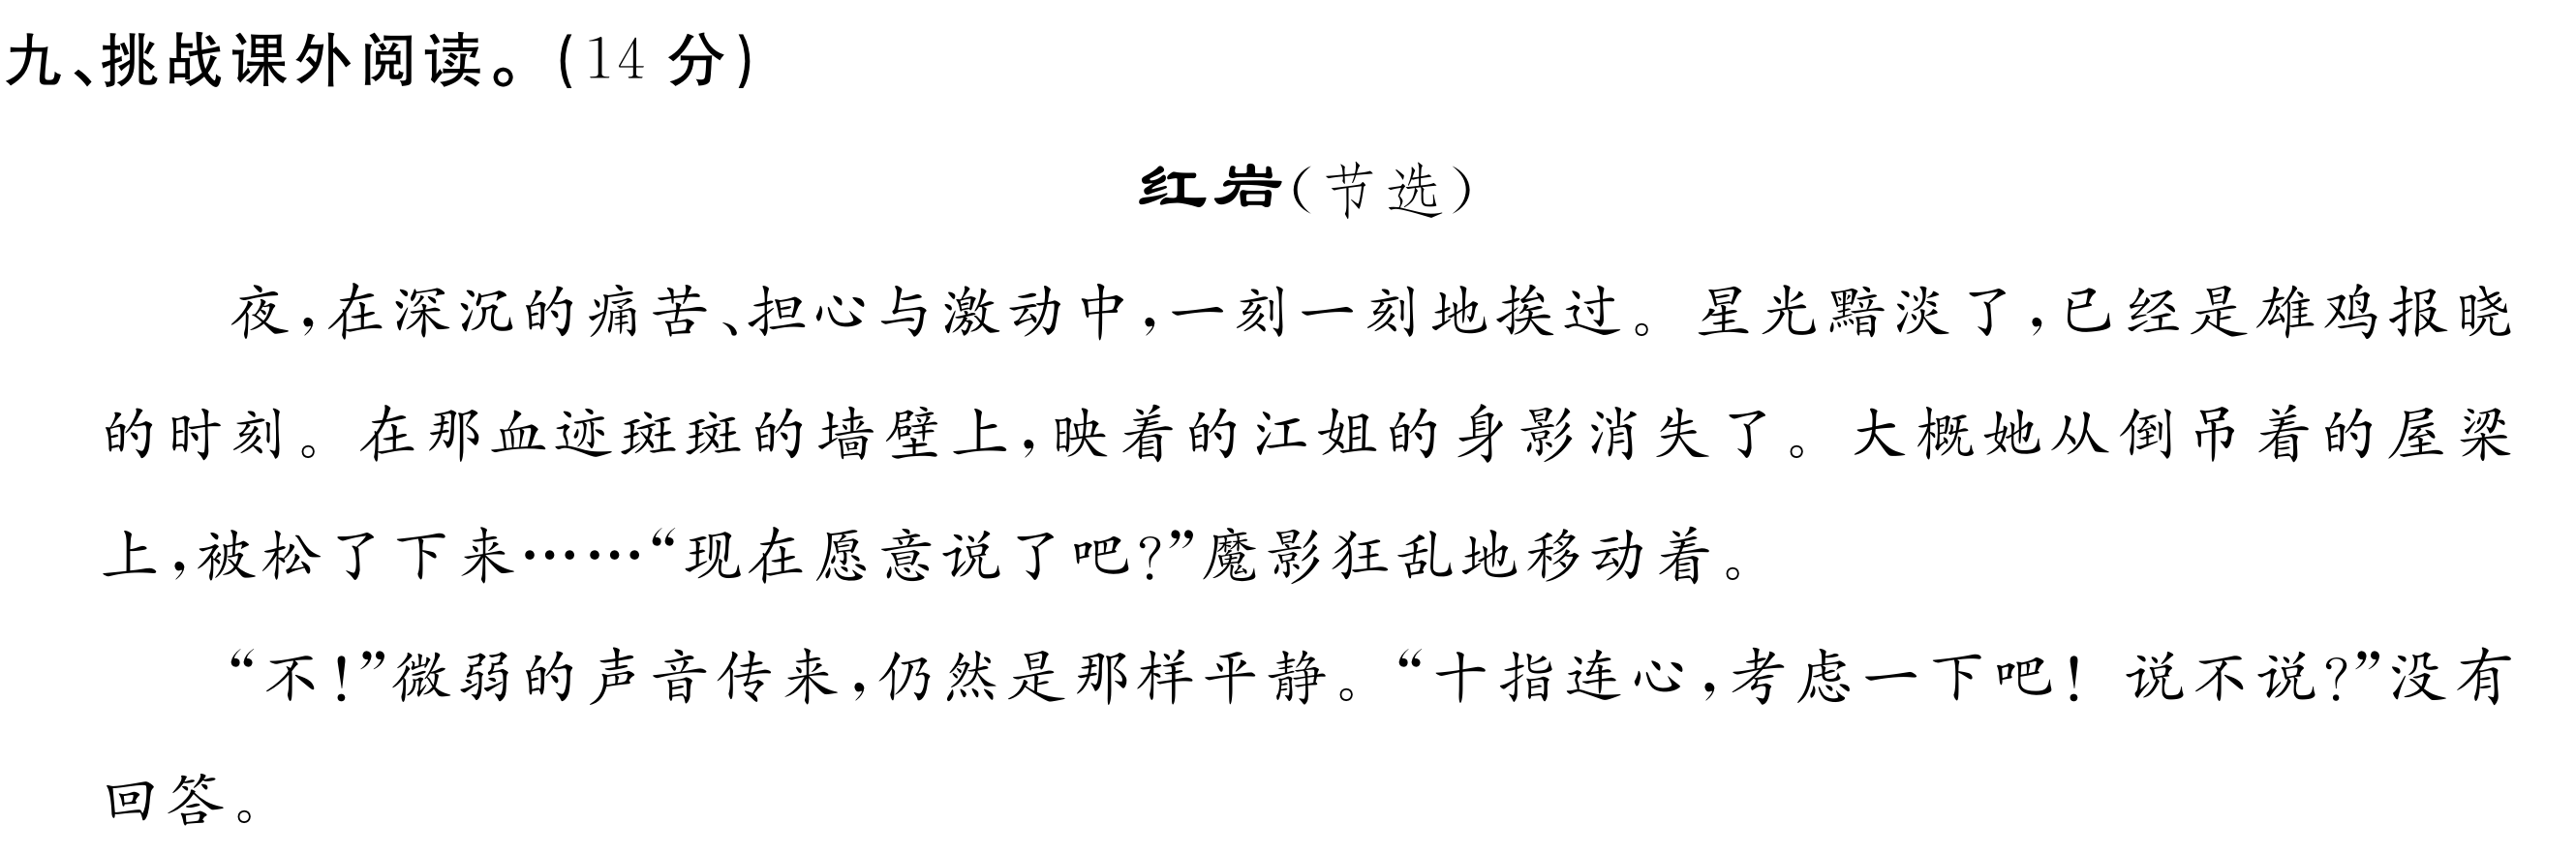 九、挑战课外阅读。(14 分)
红岩(节选)
夜,在深沉的痛苦、担心与激动中,一刻一刻地挨过。星光黯淡了,已经是雄鸡报晓
的时刻。在那血迹斑斑的墙壁上,映着的江姐的身影消失了。大概她从倒吊着的屋梁
上,被松了下来……“现在愿意说了吧?”魔影狂乱地移动着。
“不!”微弱的声音传来,仍然是那样平静。“十指连心,考虑一下吧!说不说?”没有
回答。